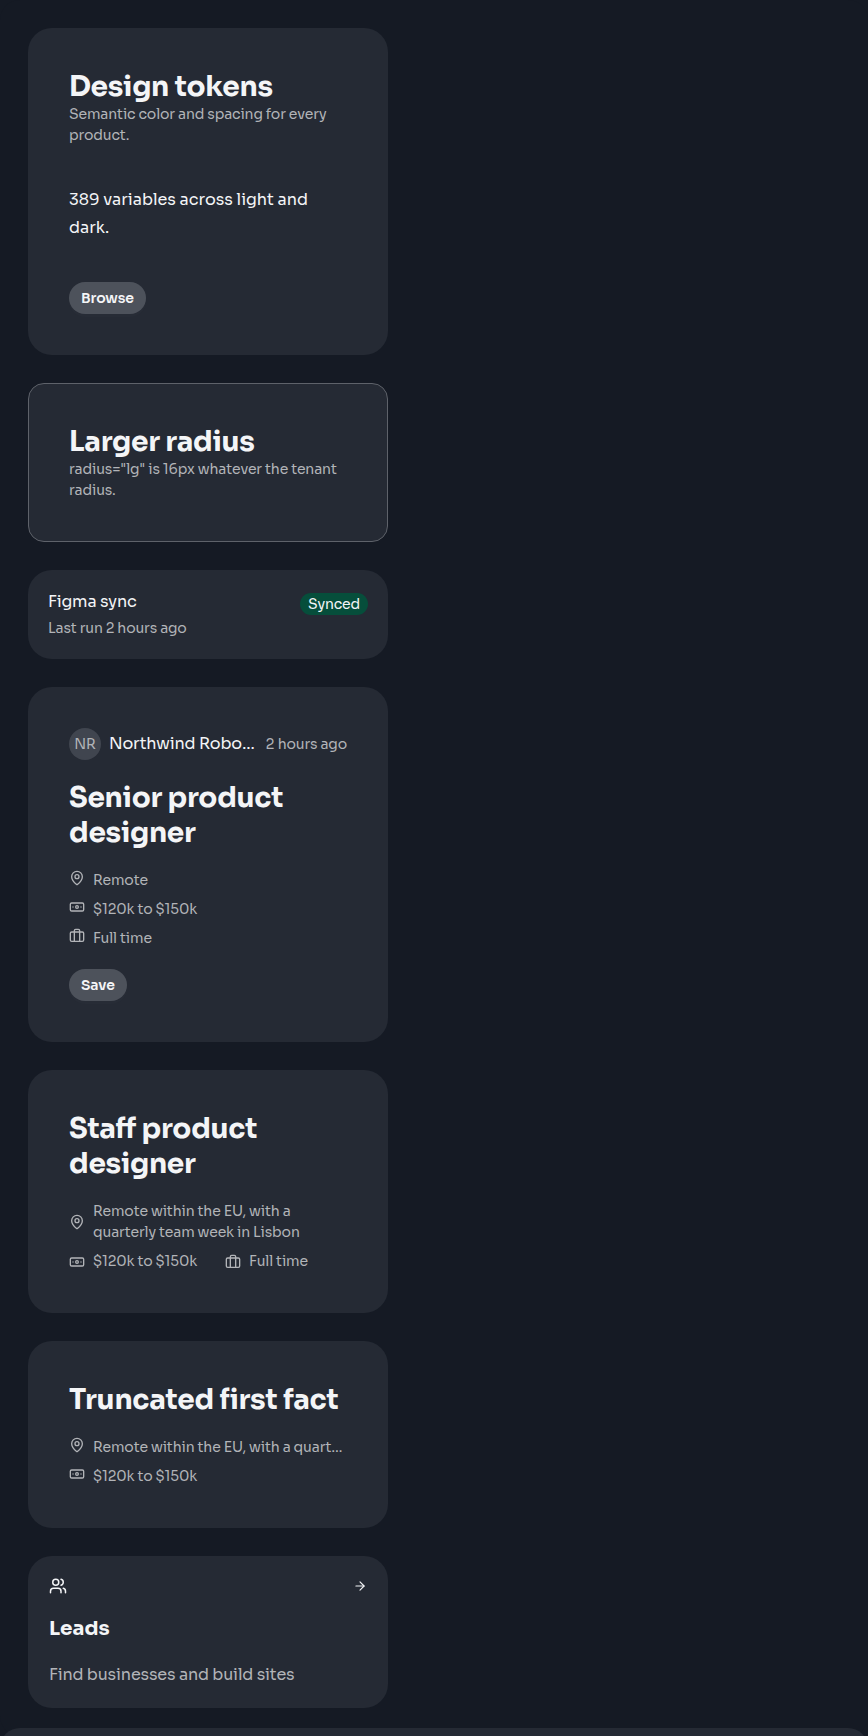 Design tokens
Semantic color and spacing for every
product.
389 variables across light and
dark.
Browse
Larger radius
radius="lg" is 16px whatever the tenant
radius.
Figma sync
Synced
Last run 2 hours ago
NR Northwind Robo... 2 hours ago
Senior product
designer
Remote
$120k to $150k
Full time
Save
Staff product
designer
Remote within the EU, with a
quarterly team week in Lisbon
$120k to $150k Full time
Truncated first fact
Remote within the EU, with a quart...
$120k to $150k
Leads
Find businesses and build sites